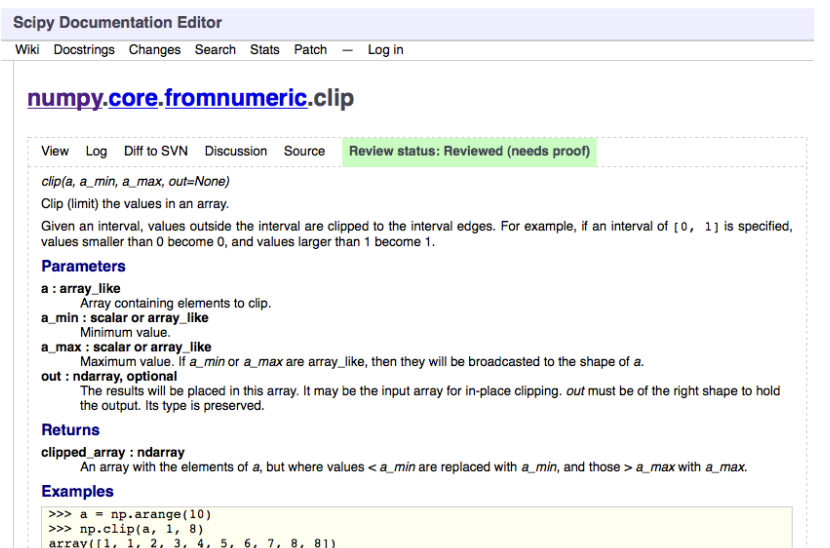 Scipy Documentation Editor
Wiki Docstrings Changes Search Stats Patch — Log in
numpy.core.fromnumeric.clip
View Log Diff to SVN Discussion Source Review status: Reviewed (needs proof)
clip(a, a_min, a_max, out=None)
Clip (limit) the values in an array.
Given an interval, values outside the interval are clipped to the interval edges. For example, if an interval of [0, 1] is specified,
values smaller than 0 become 0, and values larger than 1 become 1.
Parameters
a : array_like
Array containing elements to clip.
a_min : scalar or array_like
Minimum value.
a_max : scalar or array_like
Maximum value. If a_min or a_max are array_like, then they will be broadcasted to the shape of a.
out : ndarray, optional
The results will be placed in this array. It may be the input array for in-place clipping. out must be of the right shape to hold
the output. Its type is preserved.
Returns
clipped_array : ndarray
An array with the elements of a, but where values < a_min are replaced with a_min, and those > a_max with a_max.
Examples
>>> a = np.arange(10)
>>> np.clip(a, 1, 8)
array([1, 1, 2, 3, 4, 5, 6, 7, 8, 8])